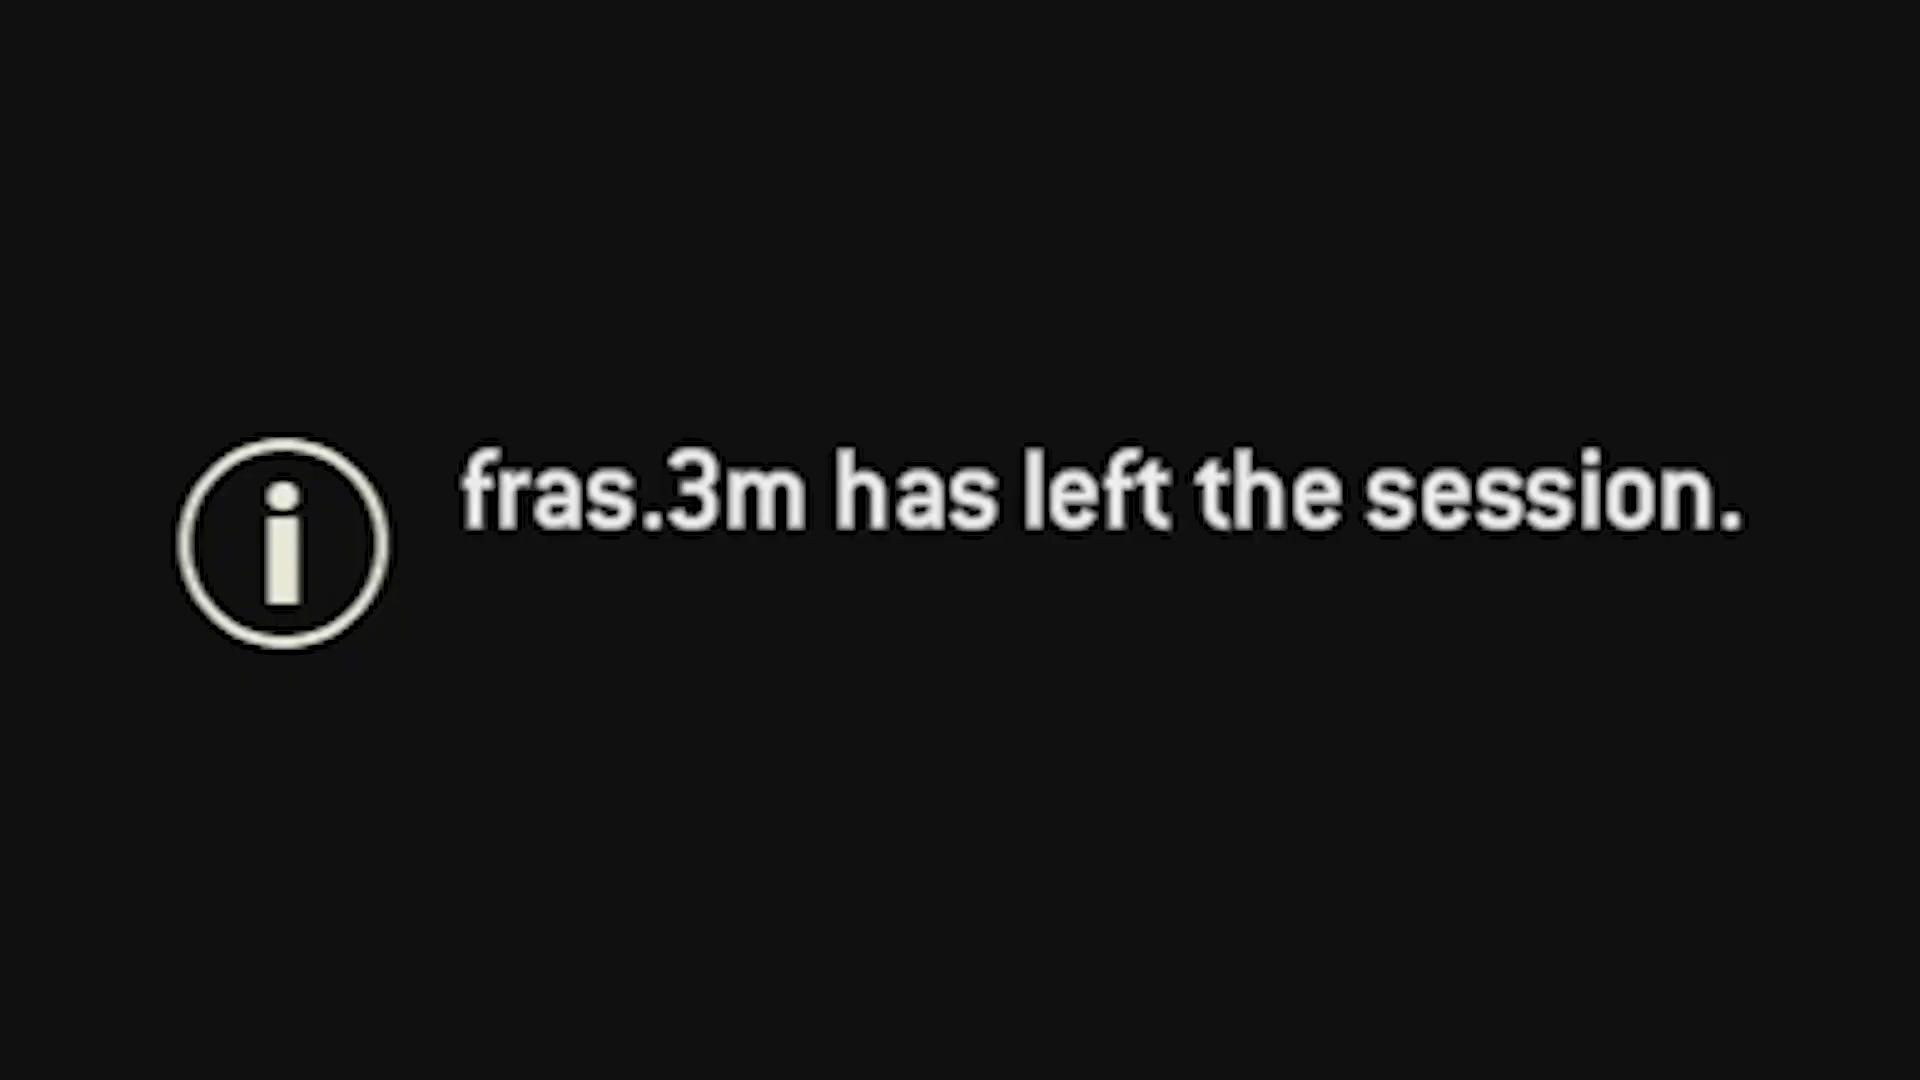 fras.3m has left the session.